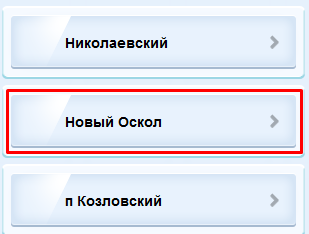 Николаевский
Новый Оскол
п Козловский